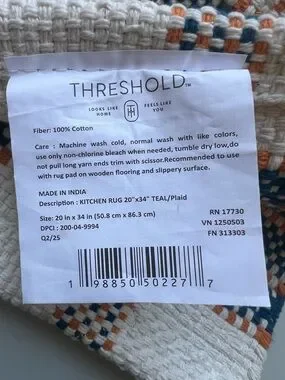 THRESHOLD™
LOOKS LIKE HOME TH FEELS LIKE YOU
Fiber: 100% Cotton
Care : Machine wash cold, normal wash with like colors,
use only non-chlorine bleach when needed, tumble dry low,do
not pull long yarn ends trim with scissor.Recommended to use
with rug pad on wooden flooring and slippery surface.
MADE IN INDIA
Description : KITCHEN RUG 20"x34" TEAL/Plaid
Size: 20 in x 34 in (50.8 cm x 86.3 cm) RN 17730
DPCI : 200-04-9994 VN 1250503
Q2/25 FN 313303
1 98850 50227 7